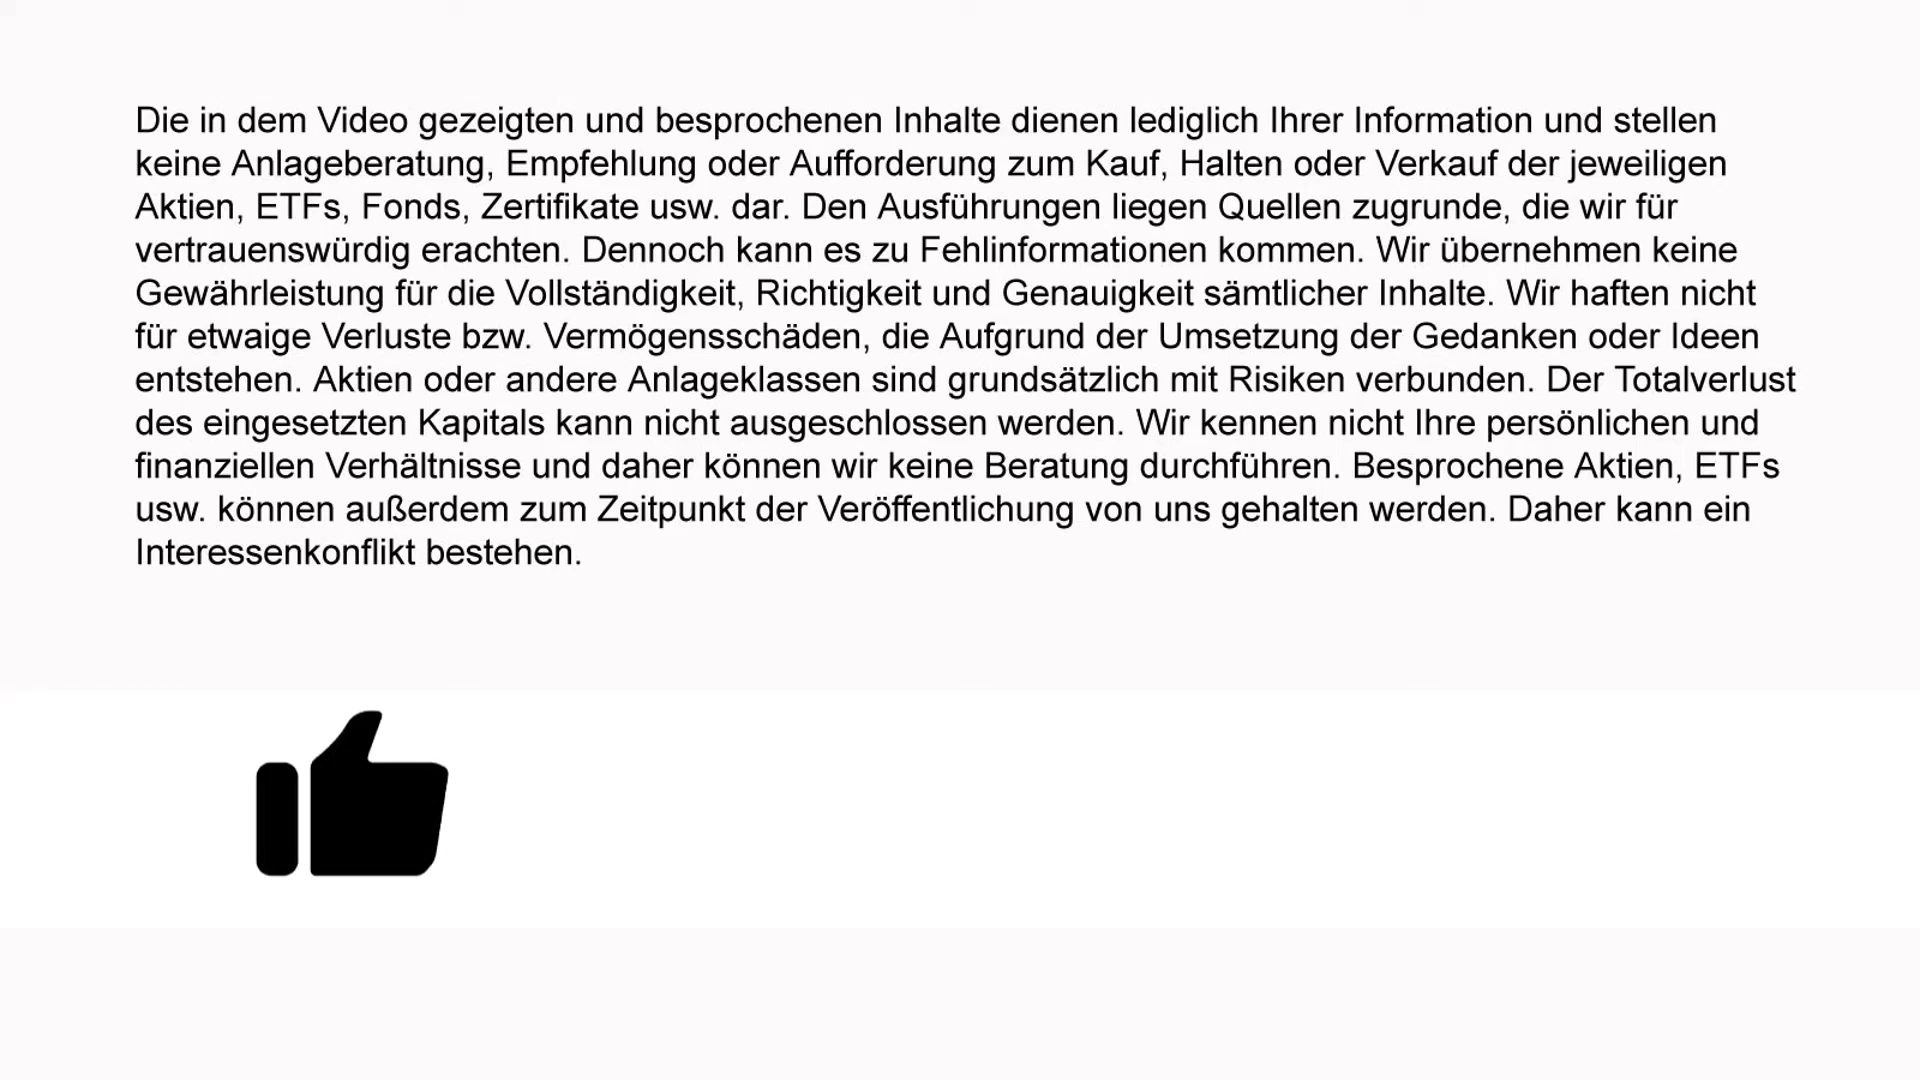 Die in dem Video gezeigten und besprochenen Inhalte dienen lediglich Ihrer Information und stellen
keine Anlageberatung, Empfehlung oder Aufforderung zum Kauf, Halten oder Verkauf der jeweiligen
Aktien, ETFs, Fonds, Zertifikate usw. dar. Den Ausführungen liegen Quellen zugrunde, die wir für
vertrauenswürdig erachten. Dennoch kann es zu Fehlinformationen kommen. Wir übernehmen keine
Gewährleistung für die Vollständigkeit, Richtigkeit und Genauigkeit sämtlicher Inhalte. Wir haften nicht
für etwaige Verluste bzw. Vermögensschäden, die Aufgrund der Umsetzung der Gedanken oder Ideen
entstehen. Aktien oder andere Anlageklassen sind grundsätzlich mit Risiken verbunden. Der Totalverlust
des eingesetzten Kapitals kann nicht ausgeschlossen werden. Wir kennen nicht Ihre persönlichen und
finanziellen Verhältnisse und daher können wir keine Beratung durchführen. Besprochene Aktien, ETFs
usw. können außerdem zum Zeitpunkt der Veröffentlichung von uns gehalten werden. Daher kann ein
Interessenkonflikt bestehen.